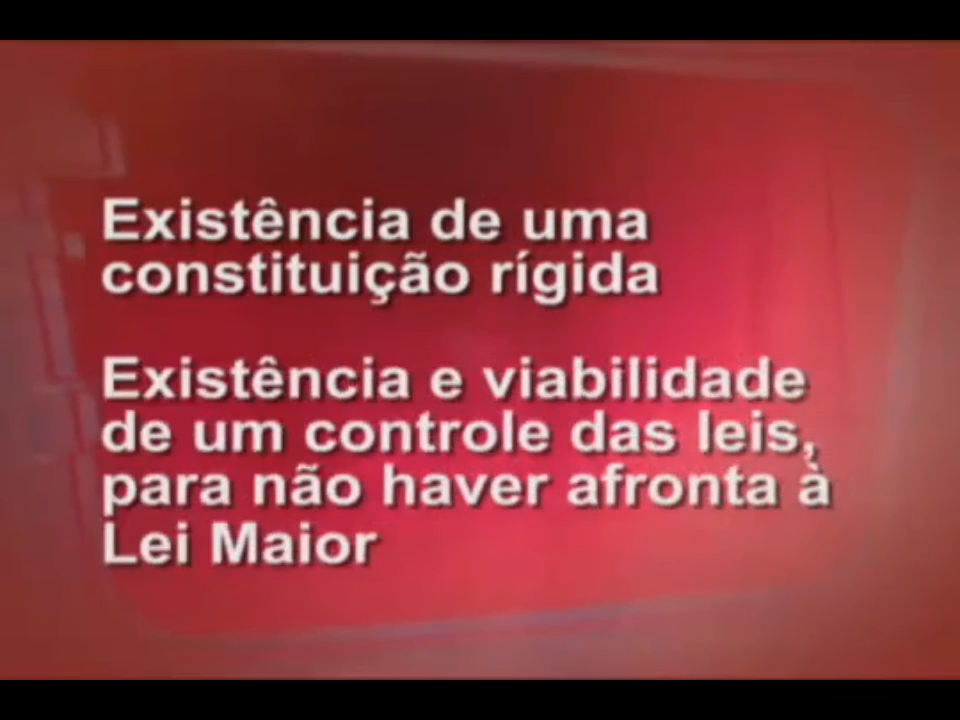 Existência de uma
constituição rígida
Existência e viabilidade
de um controle das leis,
para não haver afronta à
Lei Maior